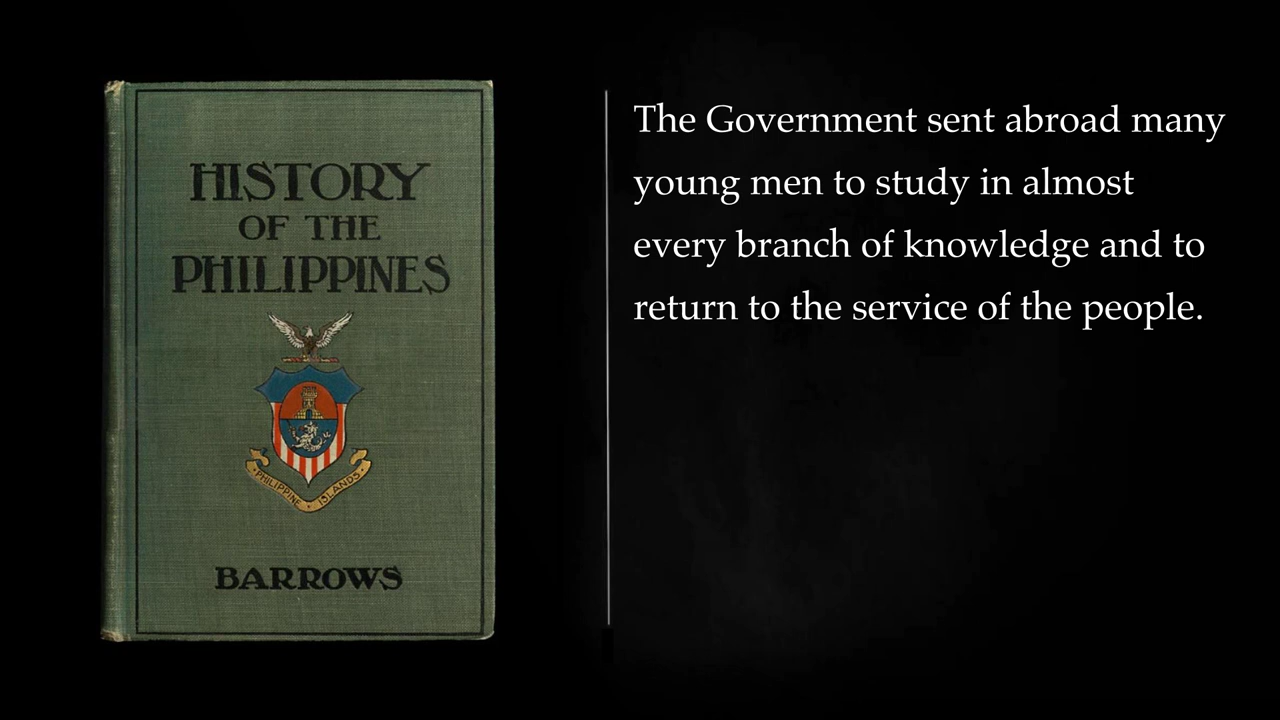 HISTORY
OF THE
PHILIPPINES
PHILIPPINE ISLANDS
BARROWS
The Government sent abroad many
young men to study in almost
every branch of knowledge and to
return to the service of the people.